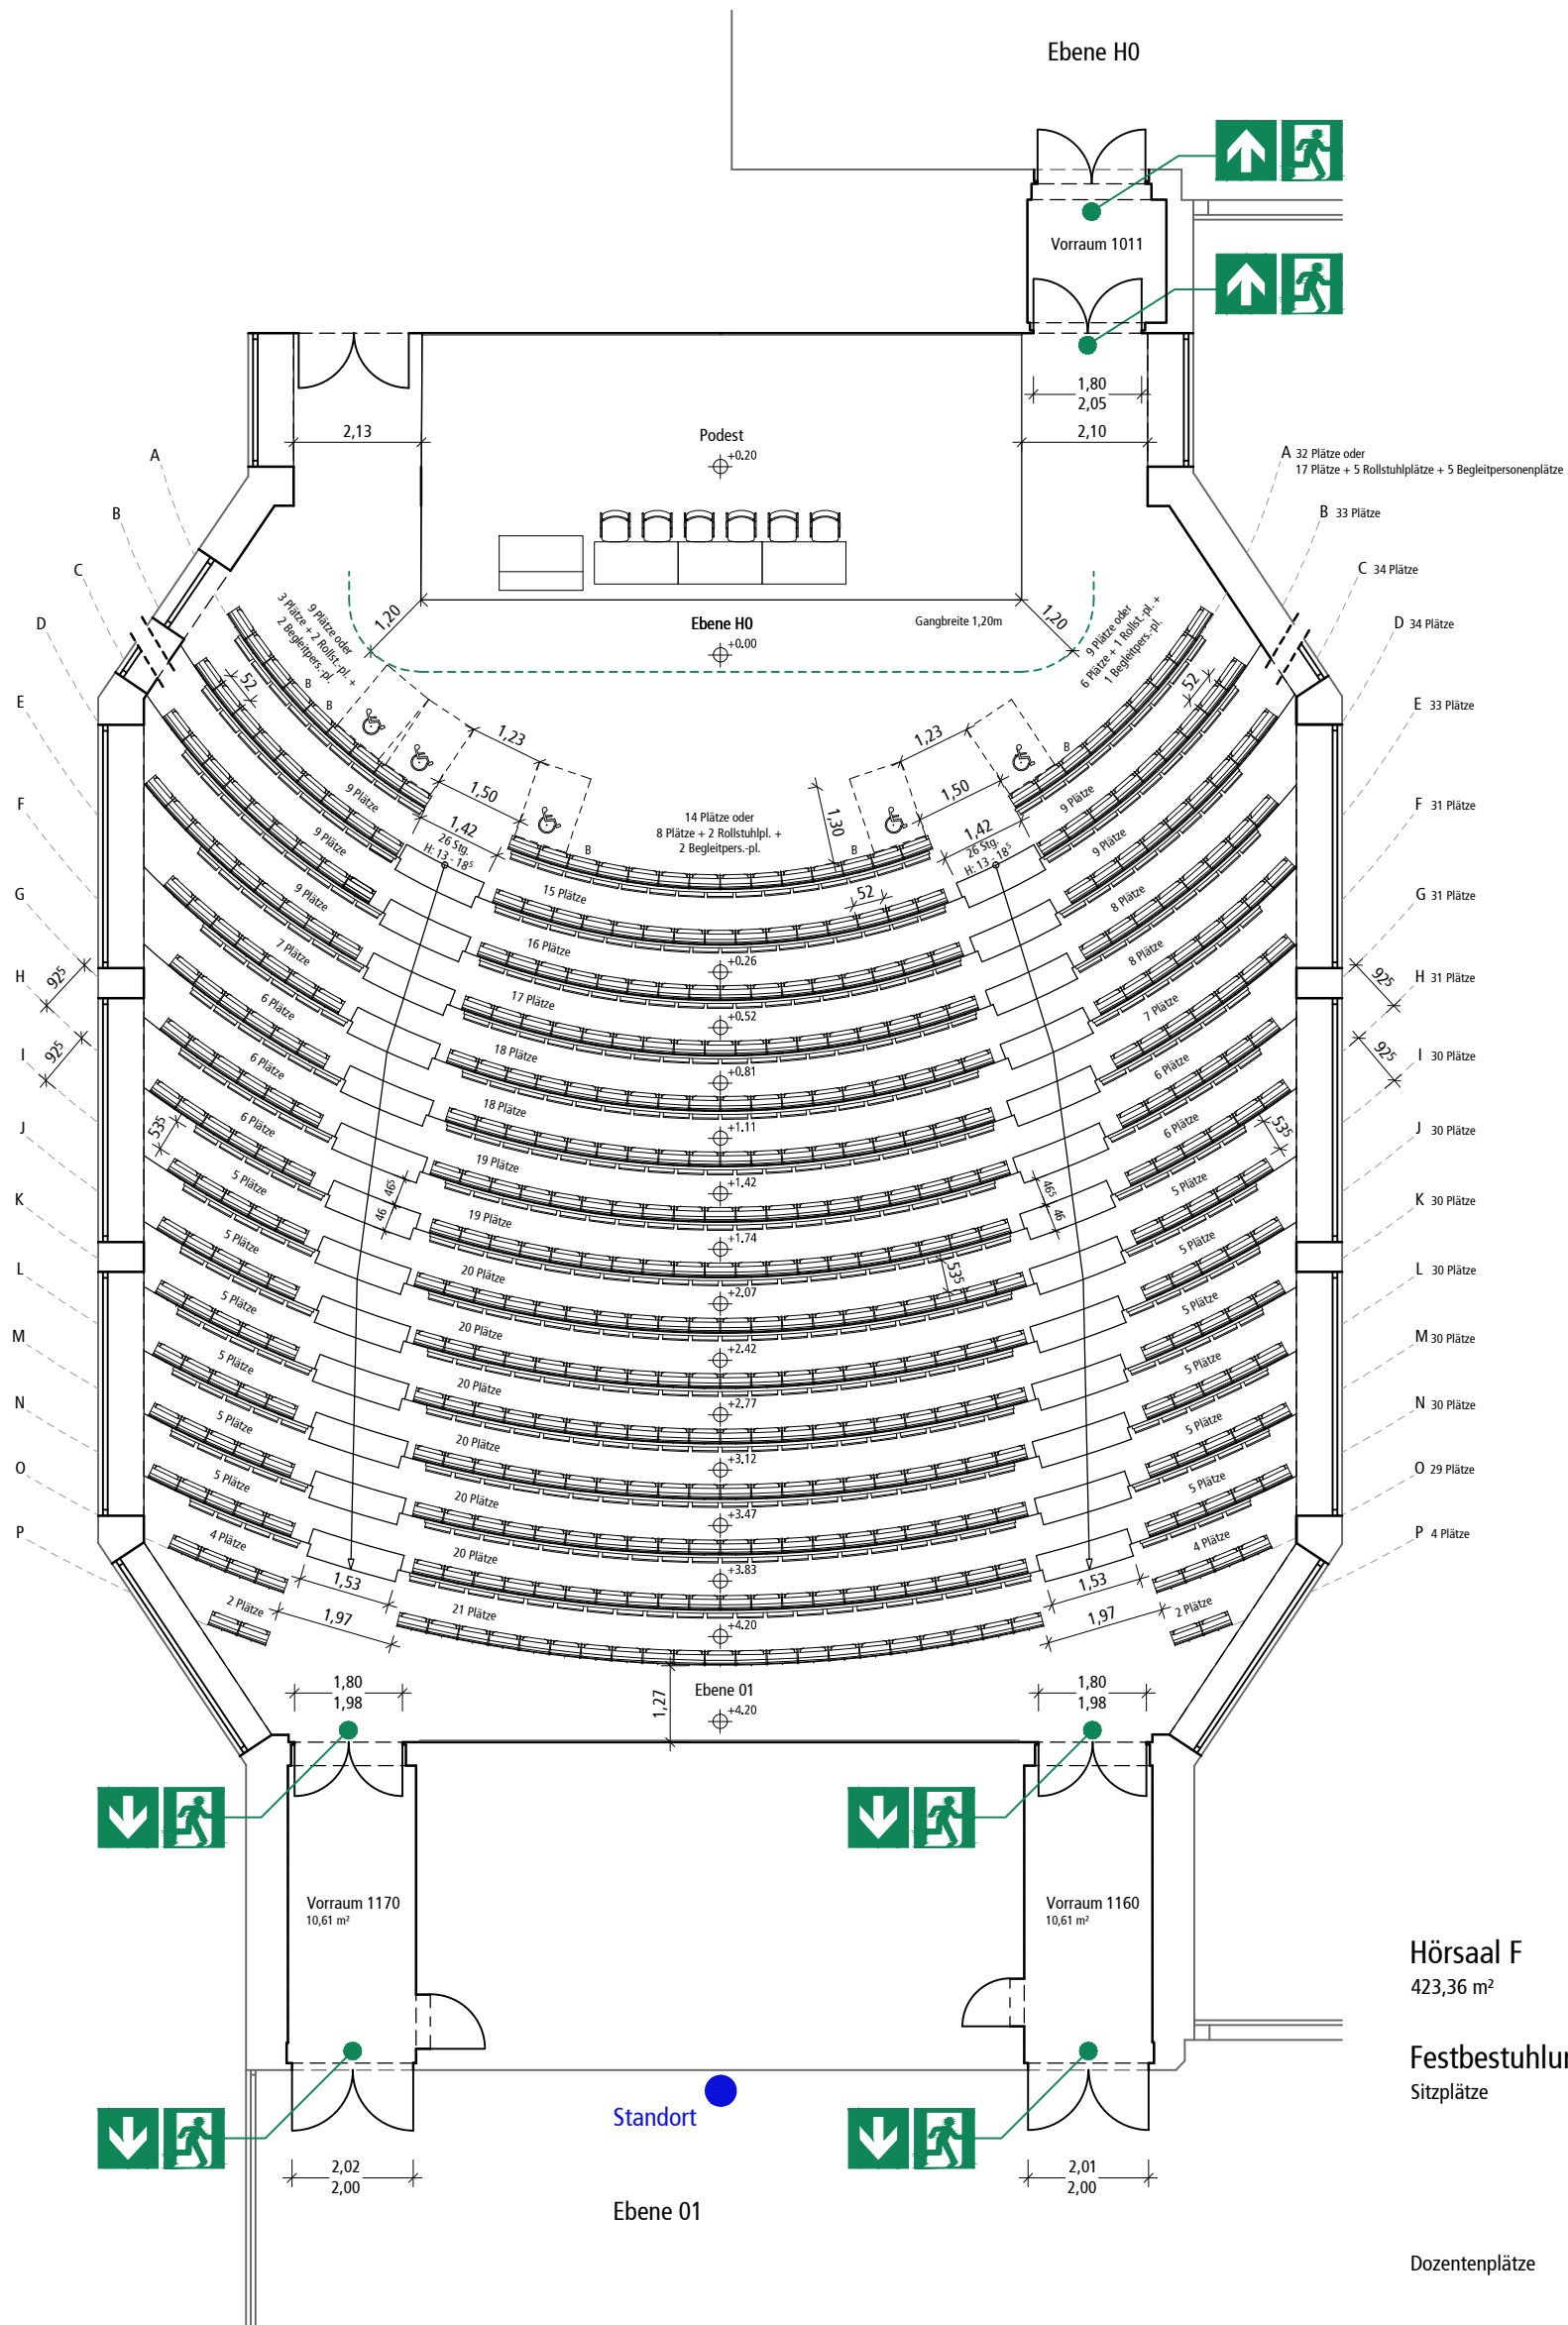 Ebene H0
Vorraum 1011
1,80
2,05
2,13
Podest
+0.20
2,10
A
A 32 Plätze oder
17 Plätze + 5 Rollstuhlplätze + 5 Begleitpersonenplätze
B
B 33 Plätze
C
C 34 Plätze
D
D 34 Plätze
9 Plätze oder
3 Plätze + 2 Rollst.-pl. +
2 Begleitpers.-pl.
1,20
Ebene H0
+0.00
Gangbreite 1,20m
1,20
9 Plätze oder
6 Plätze + 1 Rollst.-pl. +
1 Begleitpers.-pl.
52
B
B
52
B
E
E 33 Plätze
1,23
1,23
1,50
1,50
1,42
26 Stg.
H: 13 - 18⁵
14 Plätze oder
8 Plätze + 2 Rollstuhlpl. +
2 Begleitpers.-pl.
B
B
1,30
1,42
26 Stg.
H: 13 - 18⁵
F
F 31 Plätze
9 Plätze
15 Plätze
52
9 Plätze
9 Plätze
16 Plätze
+0.26
9 Plätze
G
G 31 Plätze
9 Plätze
17 Plätze
+0.52
8 Plätze
H
H 31 Plätze
92⁵
92⁵
7 Plätze
18 Plätze
+0.81
8 Plätze
I
I 30 Plätze
92⁵
92⁵
6 Plätze
18 Plätze
+1.11
7 Plätze
J
J 30 Plätze
6 Plätze
19 Plätze
+1.42
6 Plätze
53⁵
53⁵
6 Plätze
19 Plätze
+1.74
6 Plätze
46⁵
46
46⁵
46
K
K 30 Plätze
5 Plätze
20 Plätze
+2.07
53⁵
5 Plätze
L
L 30 Plätze
5 Plätze
20 Plätze
+2.42
5 Plätze
M
M 30 Plätze
5 Plätze
20 Plätze
+2.77
5 Plätze
N
N 30 Plätze
5 Plätze
20 Plätze
+3.12
5 Plätze
O
O 29 Plätze
5 Plätze
20 Plätze
+3.47
5 Plätze
P
P 4 Plätze
5 Plätze
20 Plätze
+3.83
5 Plätze
4 Plätze
21 Plätze
+4.20
4 Plätze
1,53
1,53
2 Plätze
1,97
1,97
2 Plätze
1,80
1,98
1,27
Ebene 01
+4.20
1,80
1,98
Vorraum 1170
10,61 m²
Vorraum 1160
10,61 m²
Hörsaal F
423,36 m²
Festbestuhlun
Sitzplätze
Standort
2,02
2,00
2,01
2,00
Ebene 01
Dozentenplätze